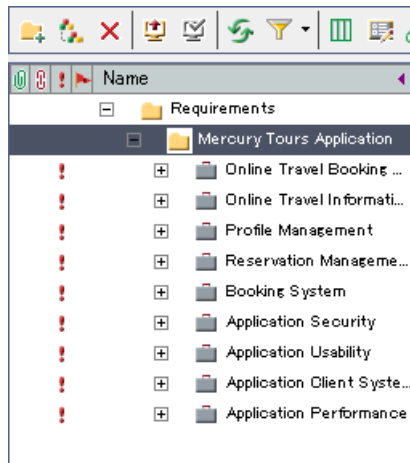 Name
Requirements
Mercury Tours Application
Online Travel Booking ...
Online Travel Informati...
Profile Management
Reservation Manageme...
Booking System
Application Security
Application Usability
Application Client Syste...
Application Performance